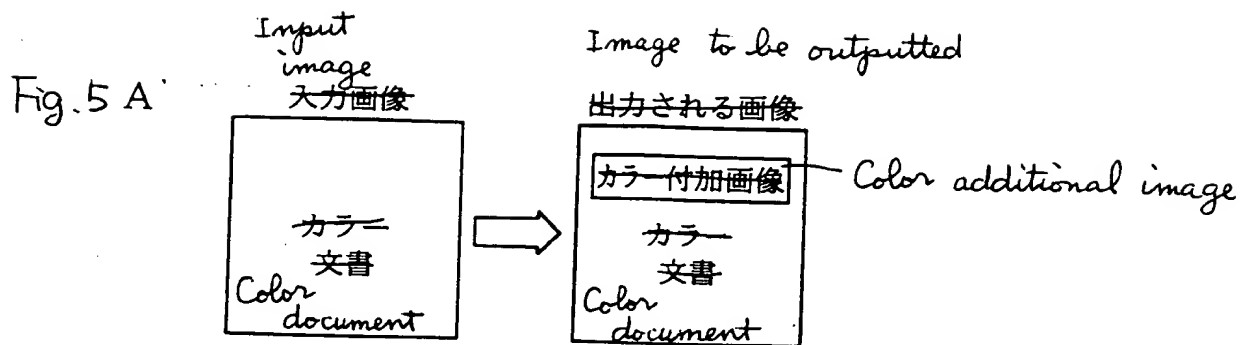 Fig. 5 A
Input
image
入力画像
カラー
文書
Color
document
Image to be outputted
出力される画像
カラー付加画像
Color additional image
カラー
文書
Color
document